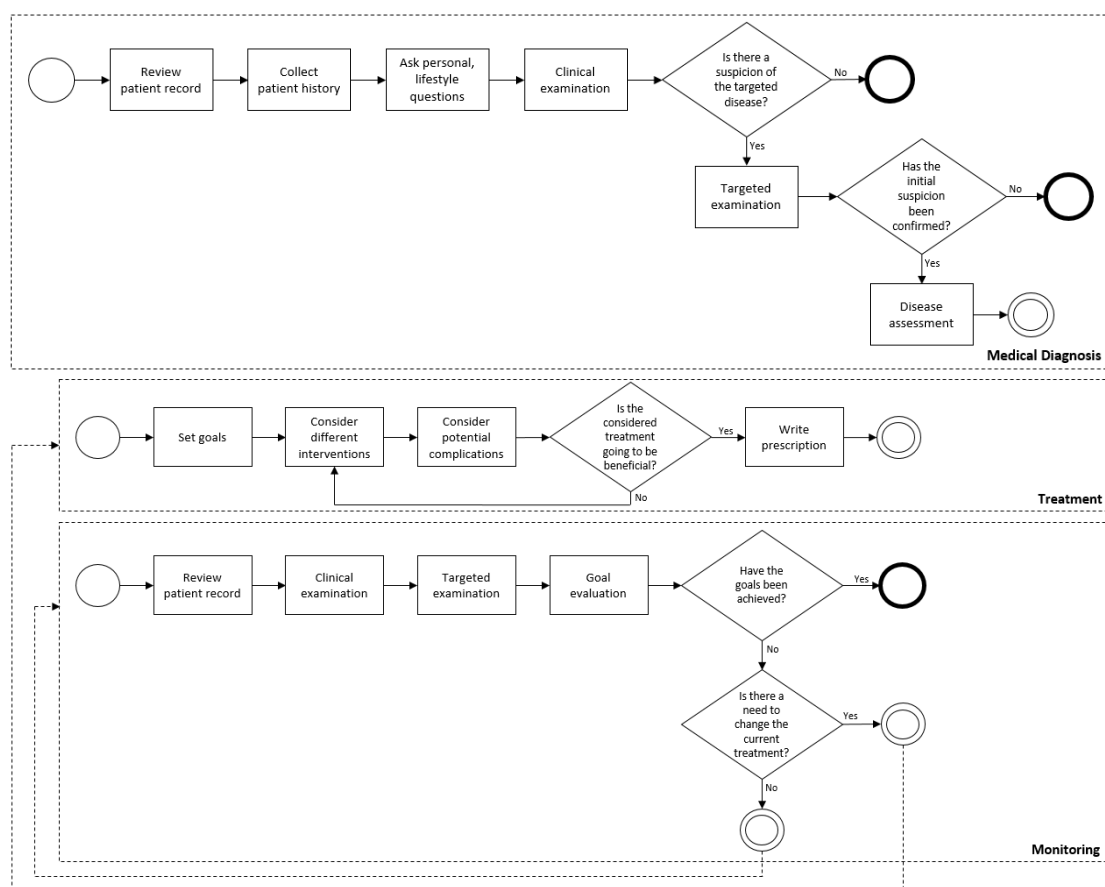 Review
patient record
Collect
patient history
Ask personal,
lifestyle
questions
Clinical
examination
Is there a
suspicion of
the targeted
disease?
No
Yes
Targeted
examination
Has the
initial
suspicion
been
confirmed?
No
Yes
Disease
assessment
Medical Diagnosis
Set goals
Consider
different
interventions
Consider
potential
complications
Is the
considered
treatment
going to be
beneficial?
Yes
No
Write
prescription
Treatment
Review
patient record
Clinical
examination
Targeted
examination
Goal
evaluation
Have the
goals been
achieved?
Yes
No
Is there a
need to
change the
current
treatment?
Yes
No
Monitoring